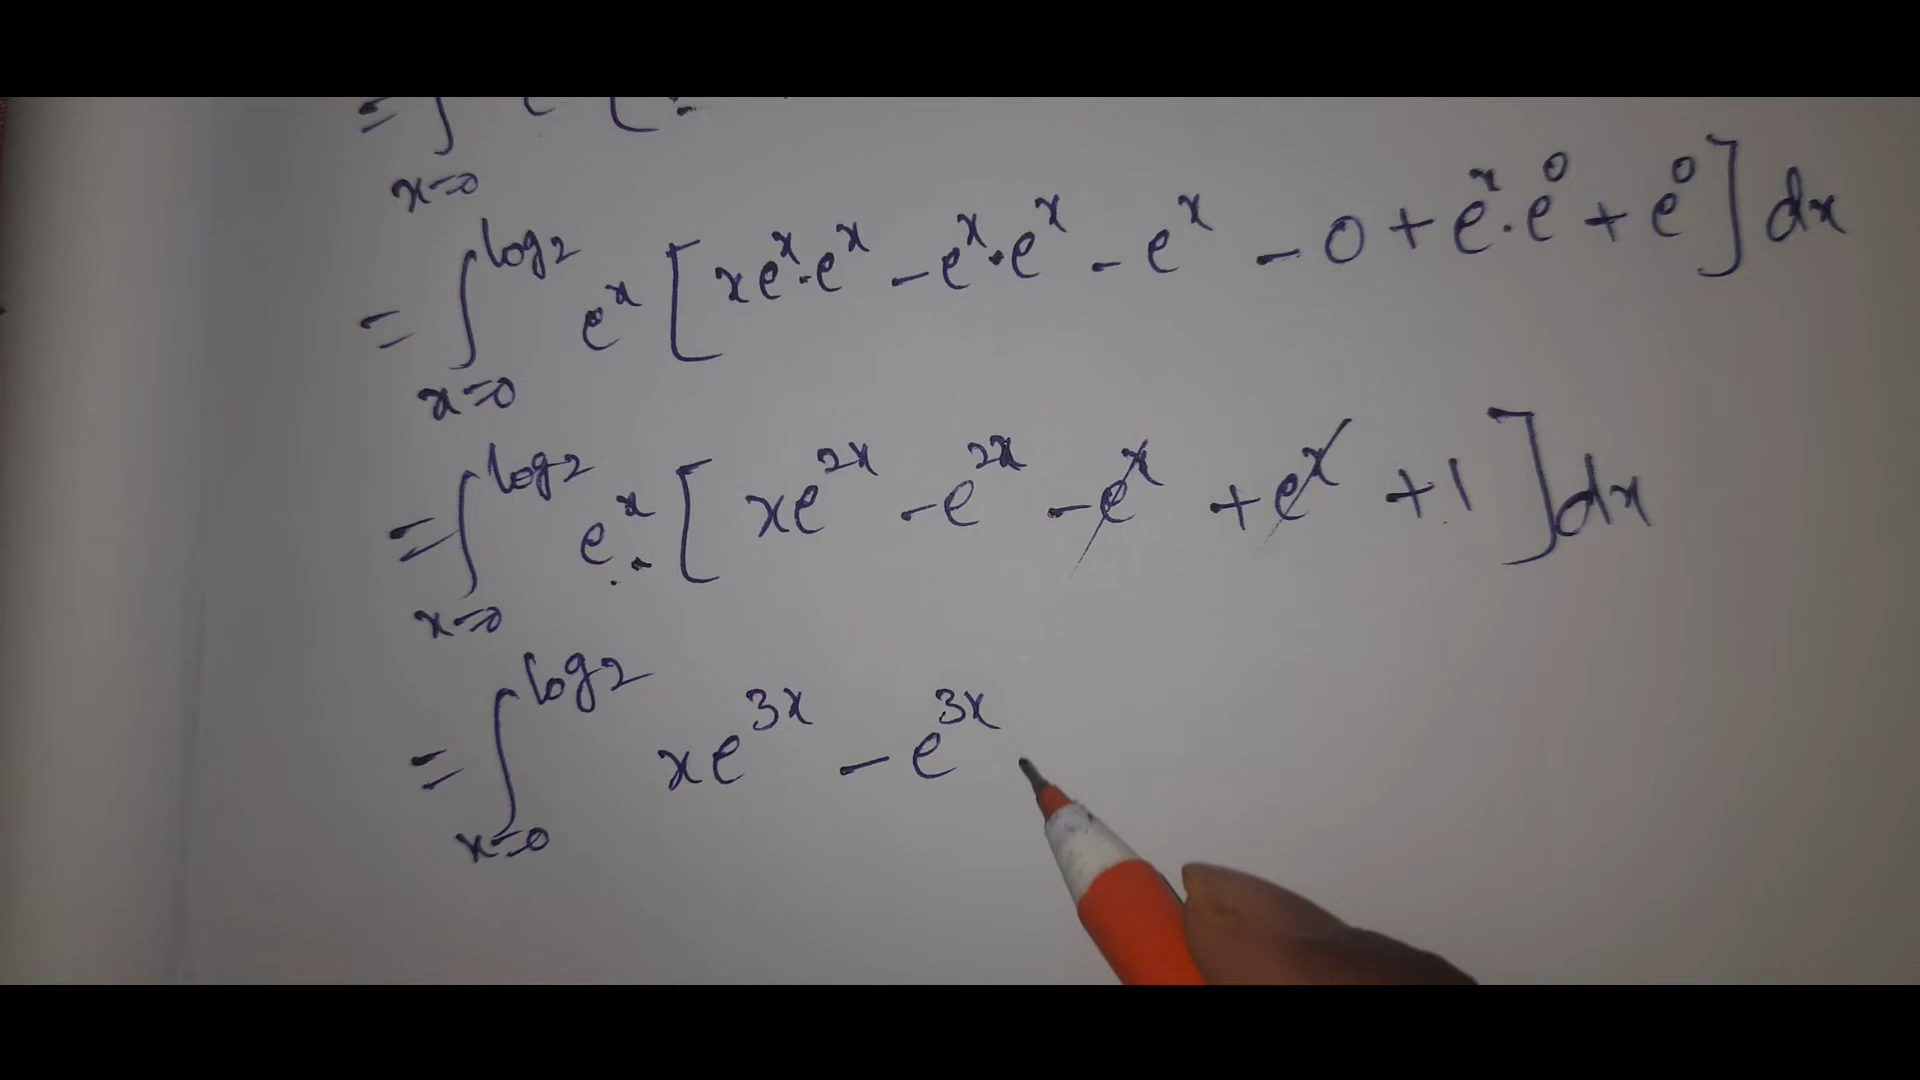 = ∫
x=0
= ∫_{x=0}^{log2} e^x [xe^x·e^x - e^x·e^x - e^x - 0 + e^x·e^0 + e^0] dx
= ∫_{x=0}^{log2} e^x [xe^{2x} - e^{2x} - e^x + e^x + 1] dx
= ∫_{x=0}^{log2} xe^{3x} - e^{3x}